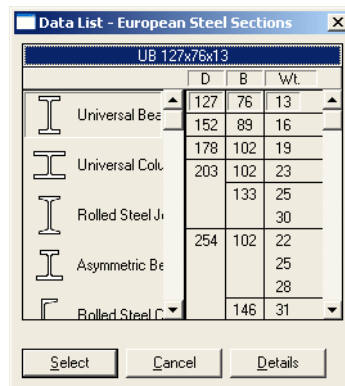 Data List - European Steel Sections
UB 127x76x13
D B Wt.
Universal Bea
Universal Colu
Rolled Steel J
Asymmetric Be
Rolled Steel C
127 76 13
152 89 16
178 102 19
203 102 23
133 25
30
254 102 22
25
28
146 31
Select Cancel Details